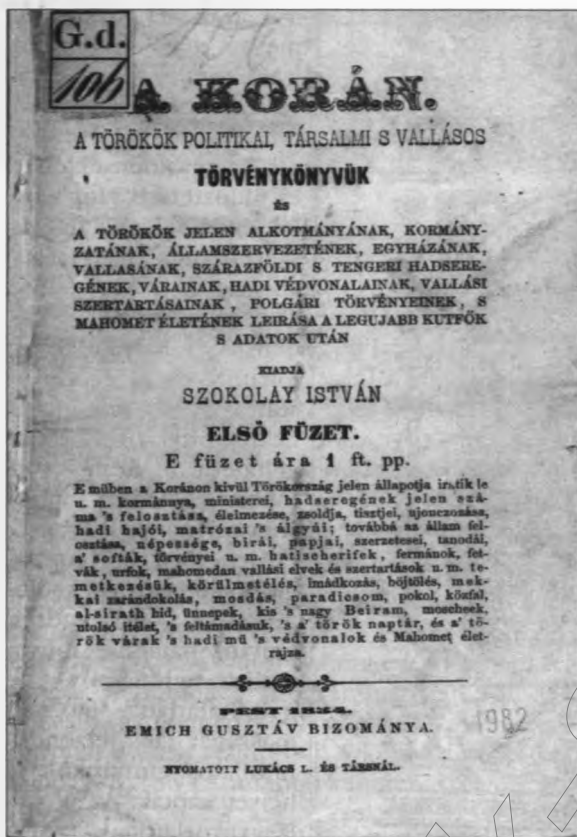 G.d.
106
A KORÁN.
A TÖRÖKÖK POLITIKAI, TÁRSALMI S VALLÁSOS
TÖRVÉNYKÖNYVÜK
ÉS
A TÖRÖKÖK JELEN ALKOTMÁNYÁNAK, KORMÁNY-
ZATÁNAK, ÁLLAMSZERVEZETÉNEK, EGYHÁZÁNAK,
VALLASÁNAK, SZÁRAZFÖLDI S TENGERI HADSERE-
GÉNEK, VÁRAINAK, HADI VÉDVONALAINAK, VALLÁSI
SZERTARTÁSAINAK, POLGÁRI TÖRVÉNYEINEK, S
MAHOMET ÉLETÉNEK LEIRÁSA A LEGUJABB KUTFŐK
S ADATOK UTÁN
KIADJA
SZOKOLAY ISTVÁN
ELSŐ FÜZET.
E füzet ára 1 ft. pp.
E műben a Koránon kivül Törökország jelen állapotja iratik le
u. m. kormánya, ministerei, hadseregének jelen szá-
ma 's felosztása, élelmezése, zsoldja, tisztjei, ujonczozása,
hadi hajói, matrózai 's álgyúi; továbbá az állam fel-
osztása, népessége, birái, papjai, szerzetesei, tanodái,
a' softák, törvényei u. m. hatischerifek, fermánok, fet-
vák, urfok, mahomedan vallási elvek és szertartások u. m. te-
metkezésük, körülmetélés, imádkozás, böjtölés, mek-
kai zarándokolás, mosdás, paradicsom, pokol, közfal,
al-sirath hid, ünnepek, kis 's nagy Beiram, moscheek,
utolsó itélet, 's feltámadásuk, 's a' török naptár, és a' tö-
rök várak 's hadi mü 's védvonalok és Mahomet élet-
rajza.
PEST 1854.
EMICH GUSZTÁV BIZOMÁNYA.
1982
NYOMATOTT LUKÁCS L. ÉS TÁRSNÁL.